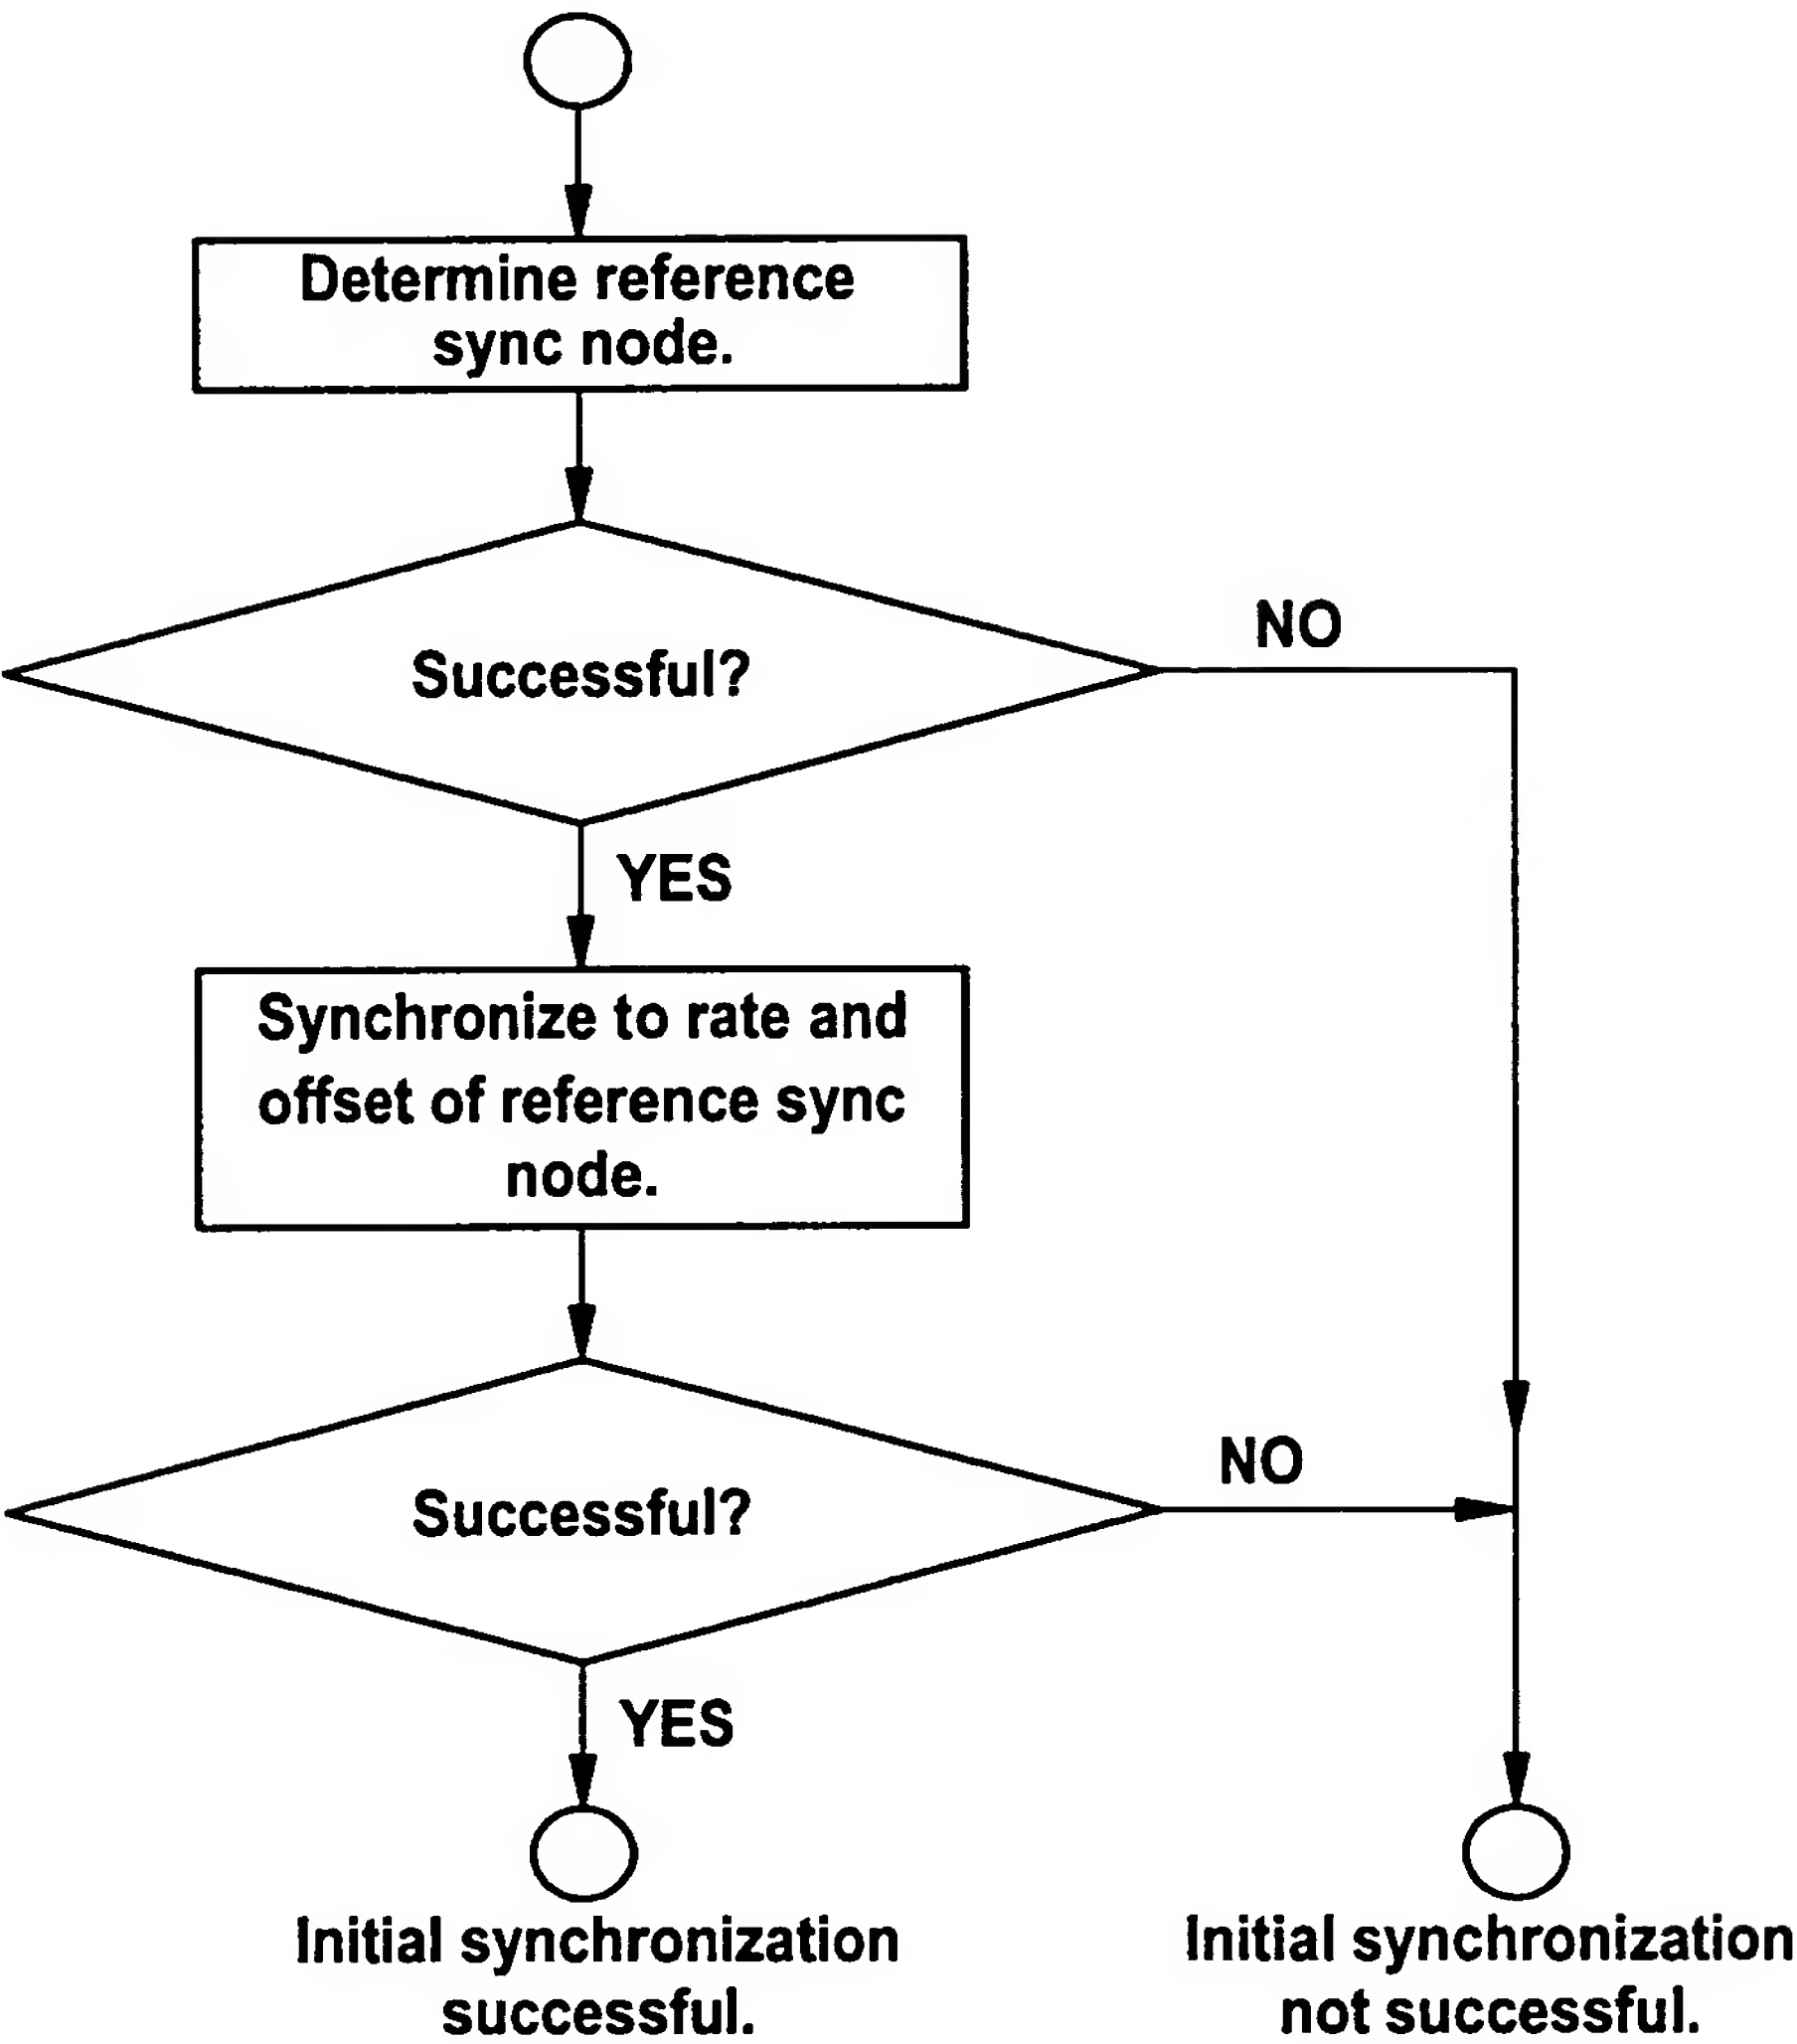 Determine reference
sync node.
Successful?
NO
YES
Synchronize to rate and
offset of reference sync
node.
Successful?
NO
YES
Initial synchronization
successful.
Initial synchronization
not successful.